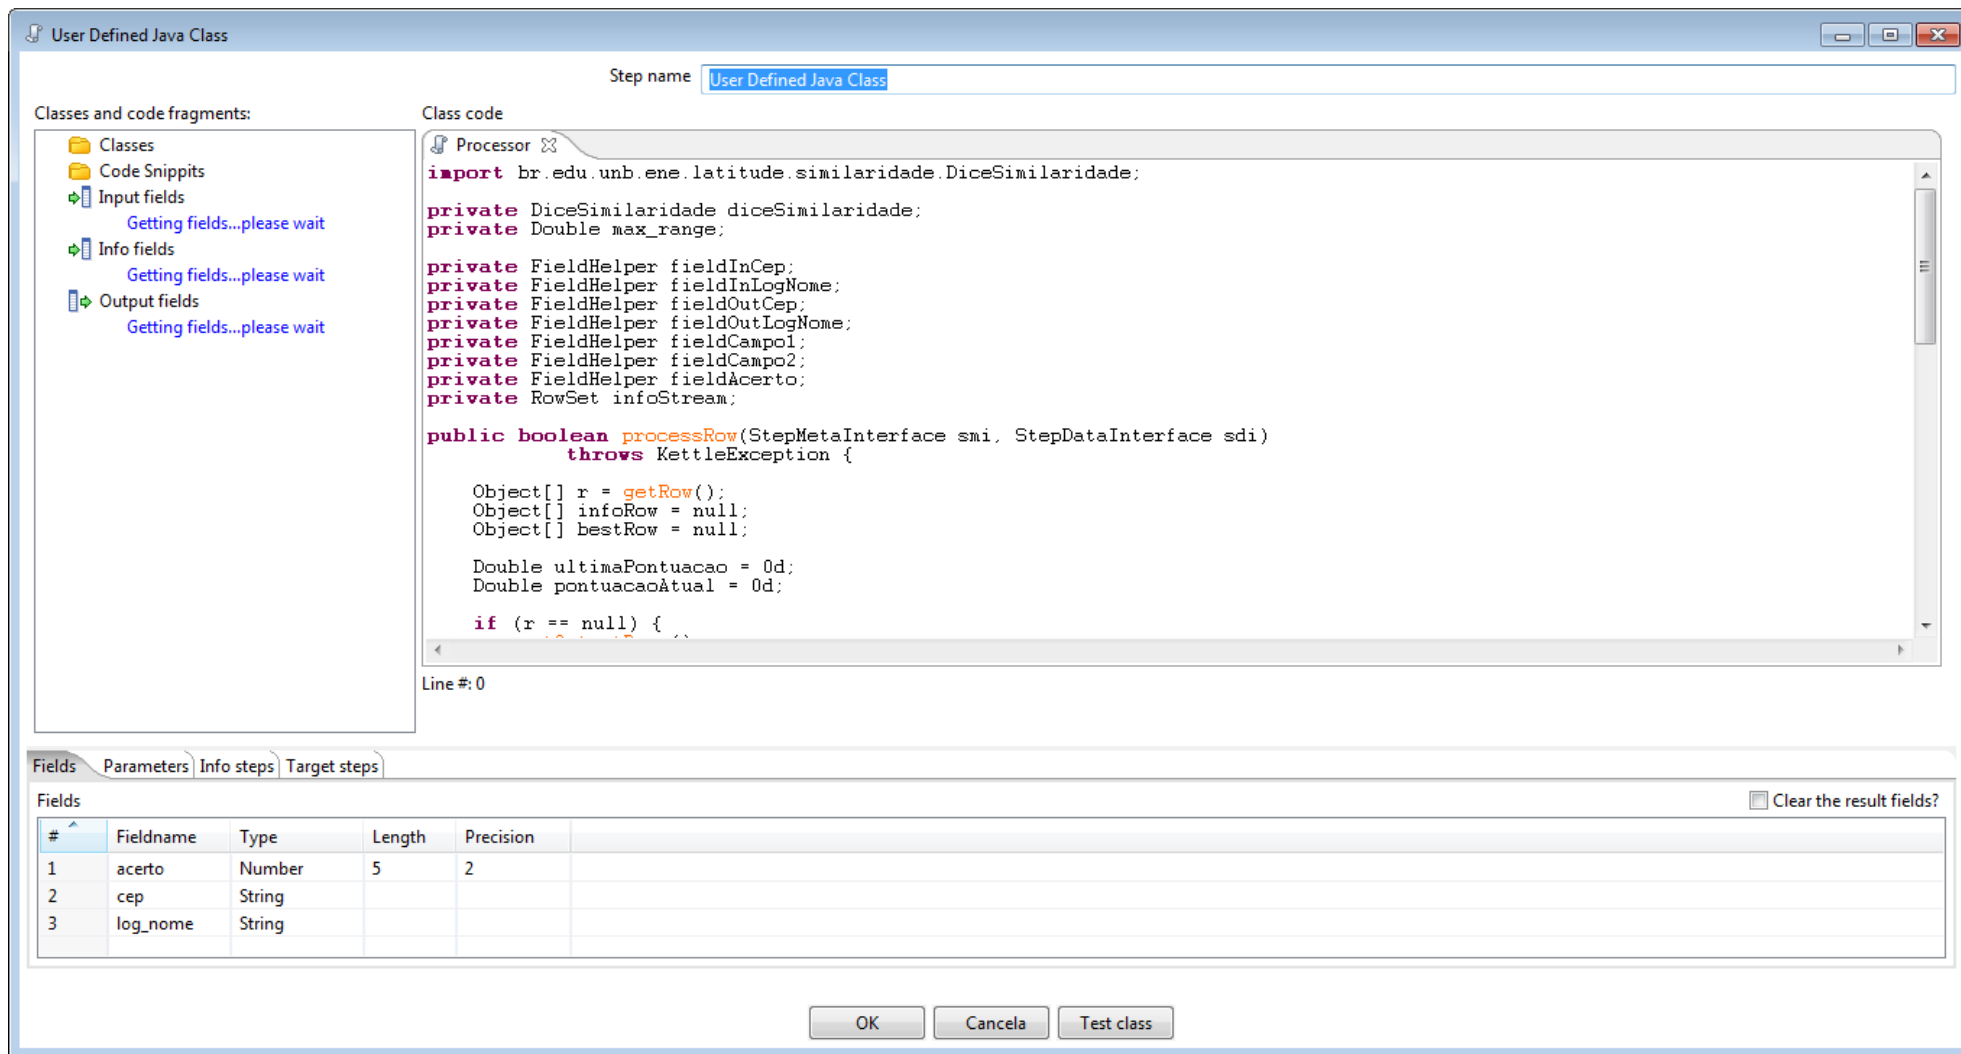 User Defined Java Class
Step name User Defined Java Class
Classes and code fragments:
Classes
Code Snippits
Input fields
Getting fields...please wait
Info fields
Getting fields...please wait
Output fields
Getting fields...please wait
Class code
Processor
import br.edu.unb.ene.latitude.similaridade.DiceSimilaridade;
private DiceSimilaridade diceSimilaridade;
private Double max_range;
private FieldHelper fieldInCep;
private FieldHelper fieldInLogNome;
private FieldHelper fieldOutCep;
private FieldHelper fieldOutLogNome;
private FieldHelper fieldCampo1;
private FieldHelper fieldCampo2;
private FieldHelper fieldAcerto;
private RowSet infoStream;
public boolean processRow(StepMetaInterface smi, StepDataInterface sdi)
throws KettleException {
Object[] r = getRow();
Object[] infoRow = null;
Object[] bestRow = null;
Double ultimaPontuacao = 0d;
Double pontuacaoAtual = 0d;
if (r == null) {
Line #: 0
Fields Parameters Info steps Target steps
Fields Clear the result fields?
# Fieldname Type Length Precision
1 acerto Number 5 2
2 cep String
3 log_nome String
OK Cancela Test class